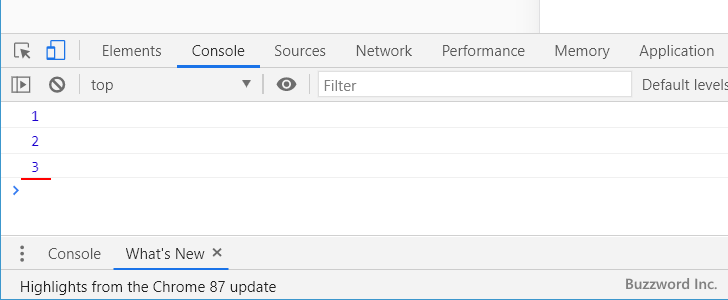 Elements Console Sources Network Performance Memory Application
top Filter Default levels
1
2
3
Console What's New
Highlights from the Chrome 87 update
Buzzword Inc.